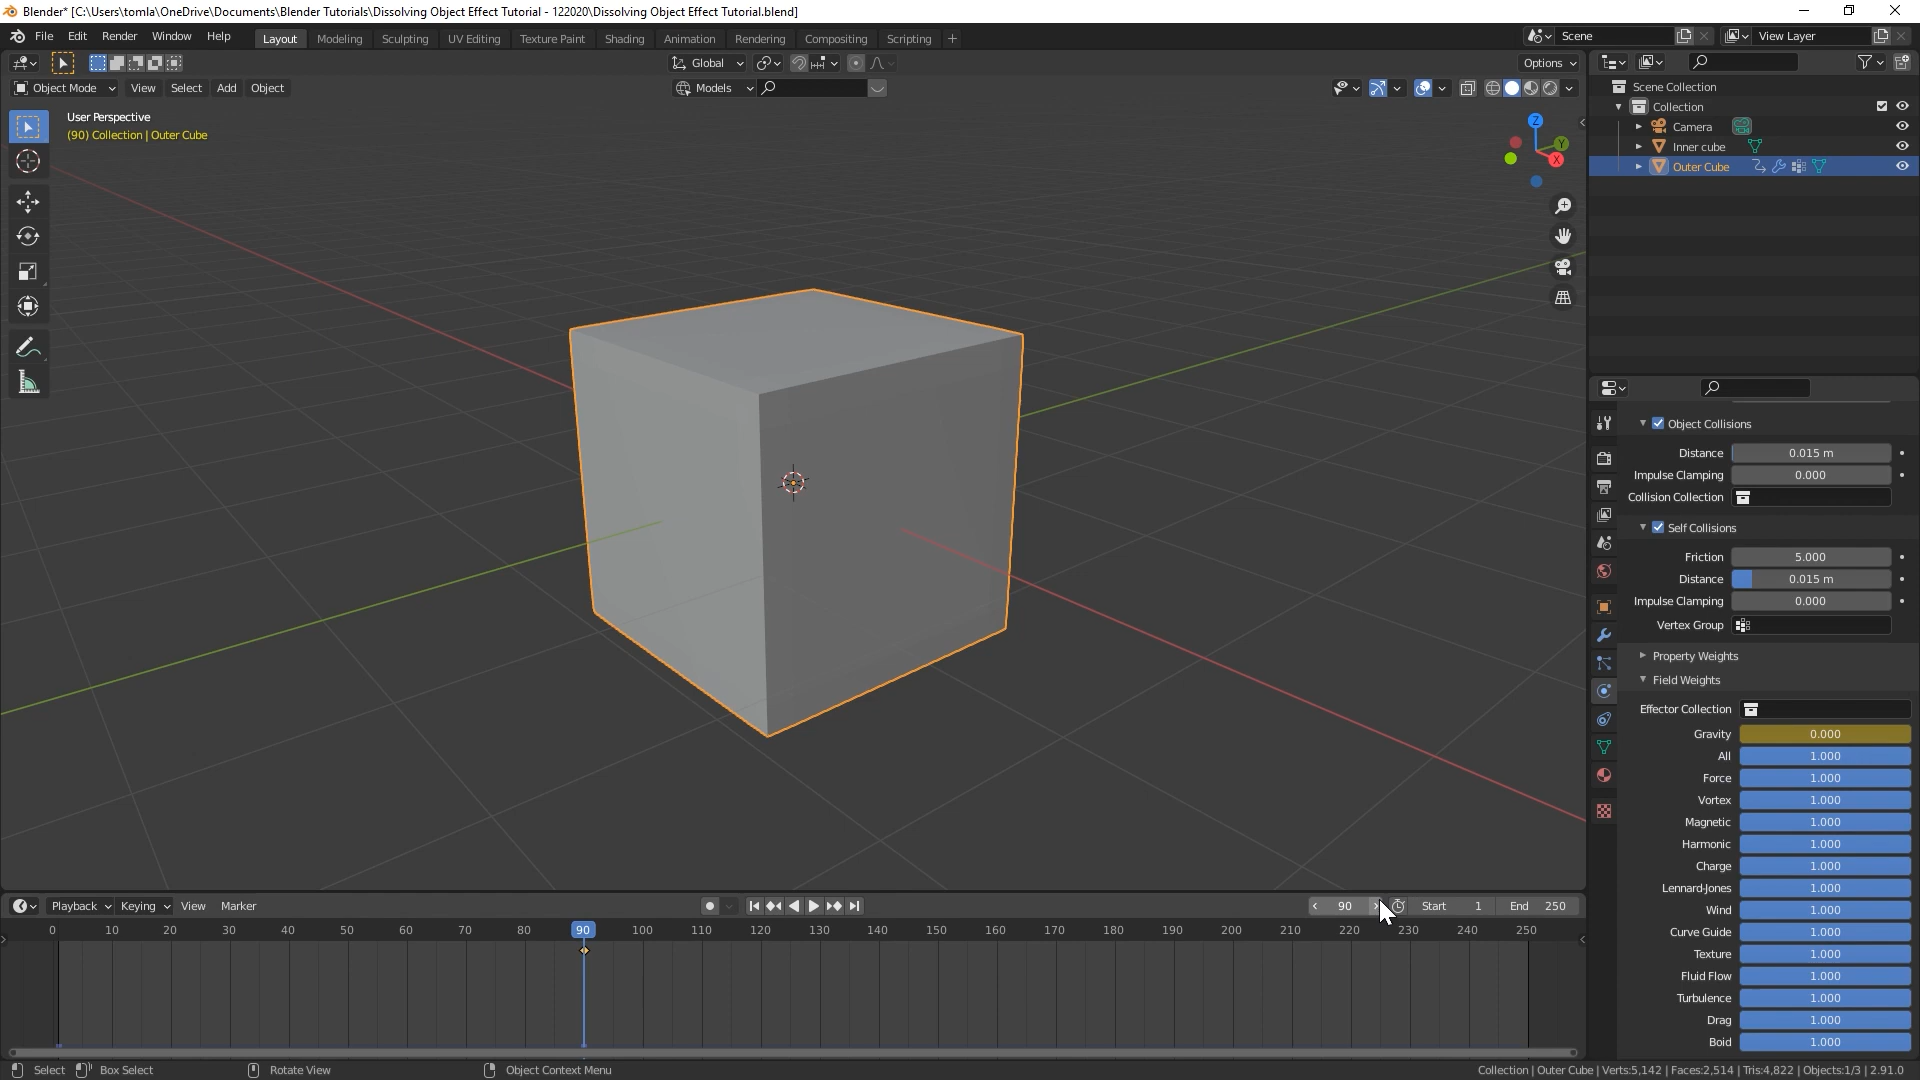 Blender* [C:\Users\tomla\OneDrive\Documents\Blender Tutorials\Dissolving Object Effect Tutorial - 122020\Dissolving Object Effect Tutorial.blend]
File Edit Render Window Help Layout Modeling Sculpting UV Editing Texture Paint Shading Animation Rendering Compositing Scripting + Scene View Layer
Global Options
Object Mode View Select Add Object Models
User Perspective
(90) Collection | Outer Cube
Z
Y
X
Scene Collection
Collection
Camera
Inner cube
Outer Cube
Object Collisions
Distance 0.015 m
Impulse Clamping 0.000
Collision Collection
Self Collisions
Friction 5.000
Distance 0.015 m
Impulse Clamping 0.000
Vertex Group
Property Weights
Field Weights
Effector Collection
Gravity 0.000
All 1.000
Force 1.000
Vortex 1.000
Magnetic 1.000
Harmonic 1.000
Charge 1.000
Lennard-Jones 1.000
Wind 1.000
Curve Guide 1.000
Texture 1.000
Fluid Flow 1.000
Turbulence 1.000
Drag 1.000
Boid 1.000
Playback Keying View Marker 90 Start 1 End 250
0 10 20 30 40 50 60 70 80 90 100 110 120 130 140 150 160 170 180 190 200 210 220 230 240 250
Select Box Select Rotate View Object Context Menu Collection | Outer Cube | Verts:5,142 | Faces:2,514 | Tris:4,822 | Objects:1/3 | 2.91.0